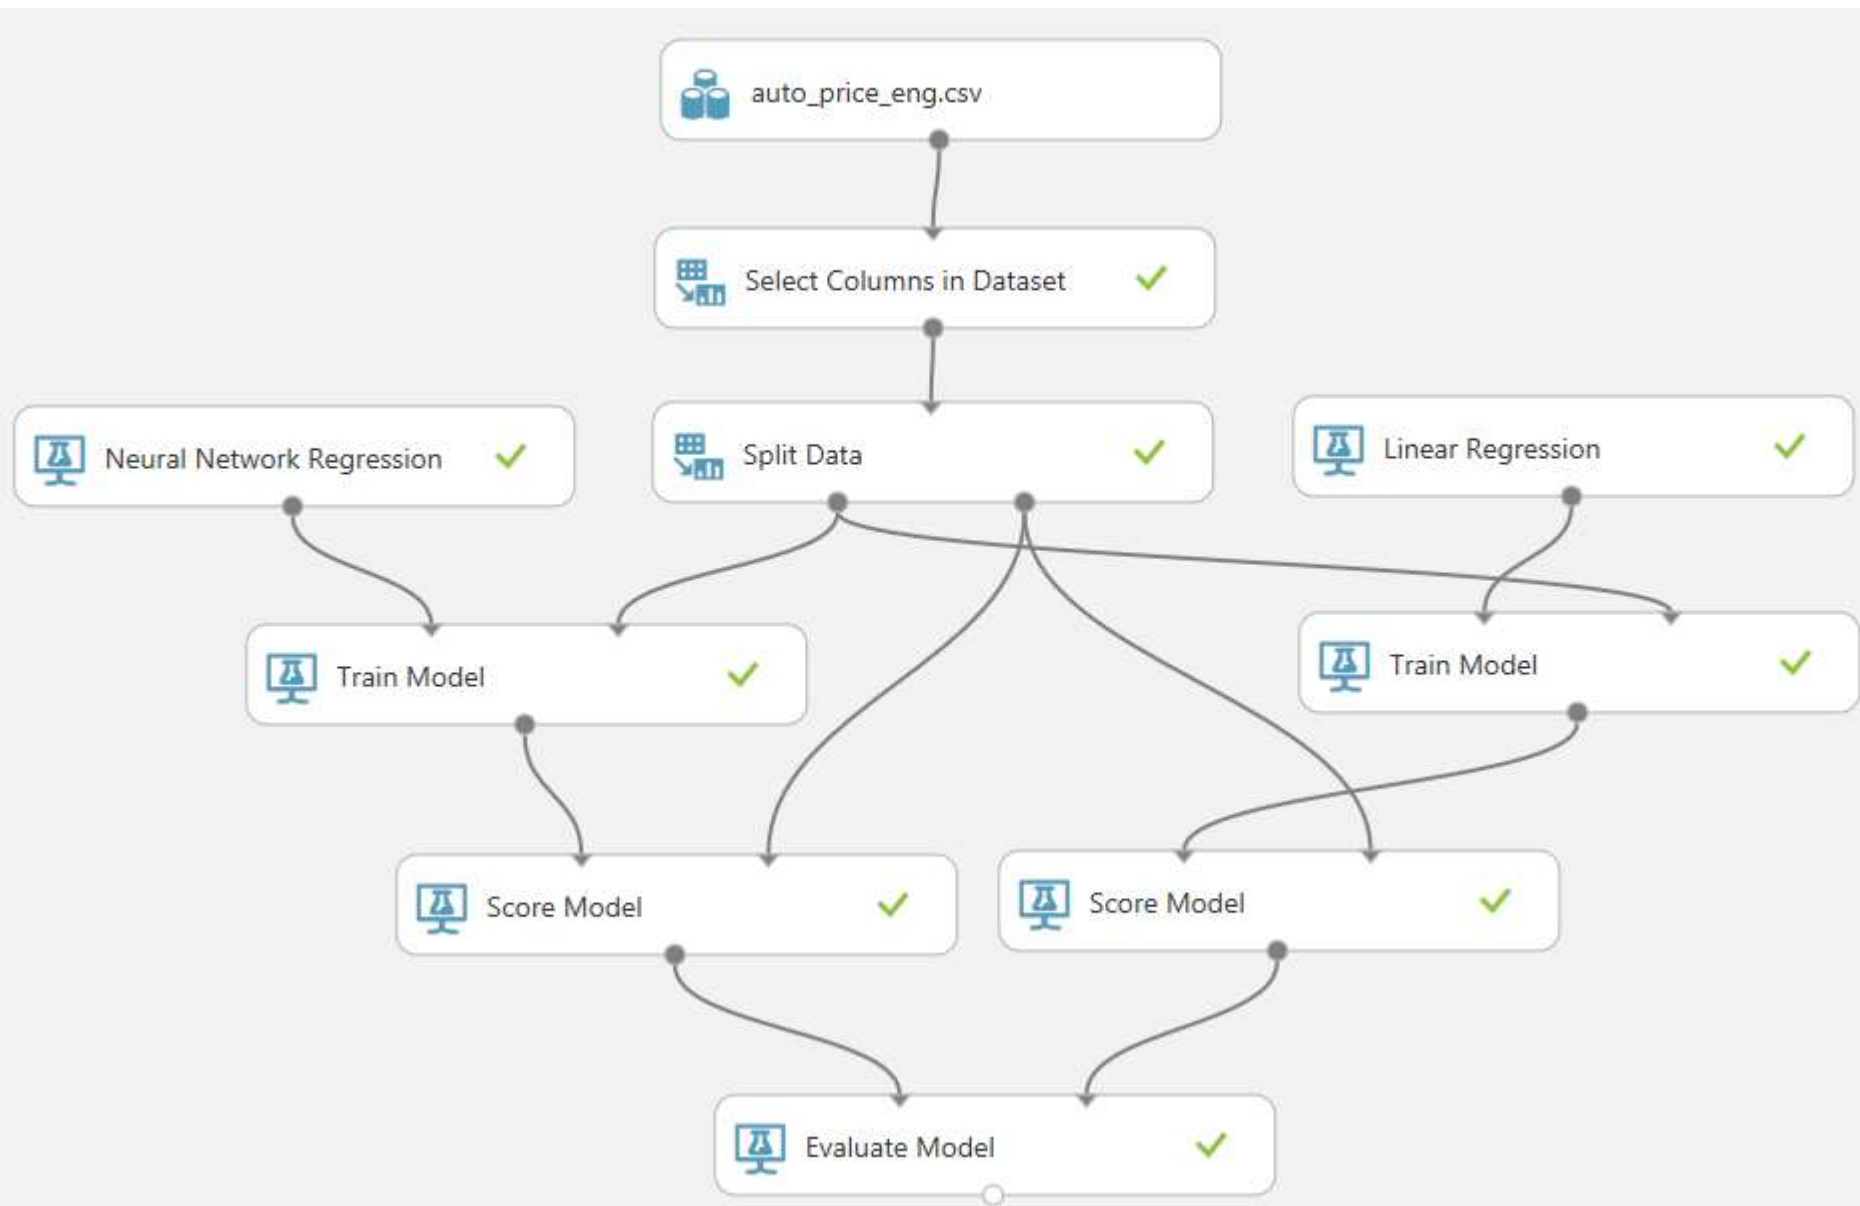 auto_price_eng.csv
Select Columns in Dataset
Neural Network Regression
Split Data
Linear Regression
Train Model
Train Model
Score Model
Score Model
Evaluate Model